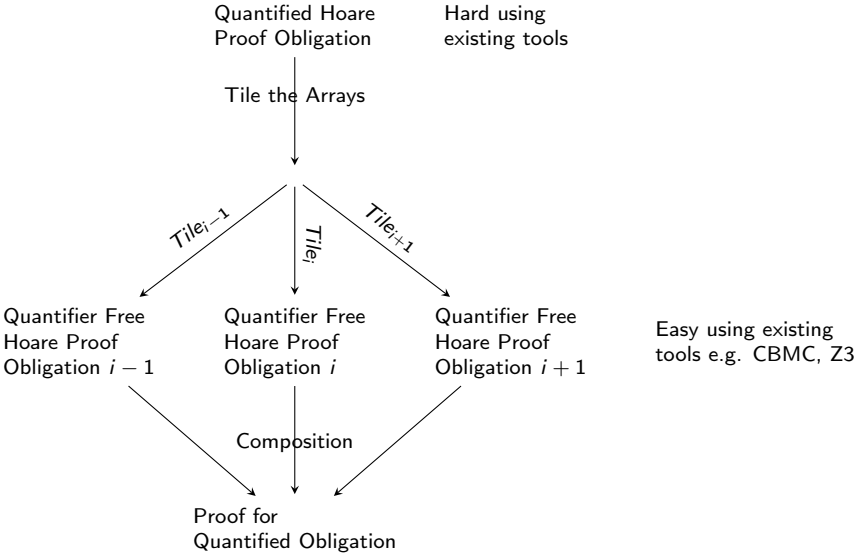 Quantified Hoare
Proof Obligation
Hard using
existing tools
Tile the Arrays
Tile_{i−1}
Tile_i
Tile_{i+1}
Quantifier Free
Hoare Proof
Obligation i − 1
Quantifier Free
Hoare Proof
Obligation i
Quantifier Free
Hoare Proof
Obligation i + 1
Easy using existing
tools e.g. CBMC, Z3
Composition
Proof for
Quantified Obligation